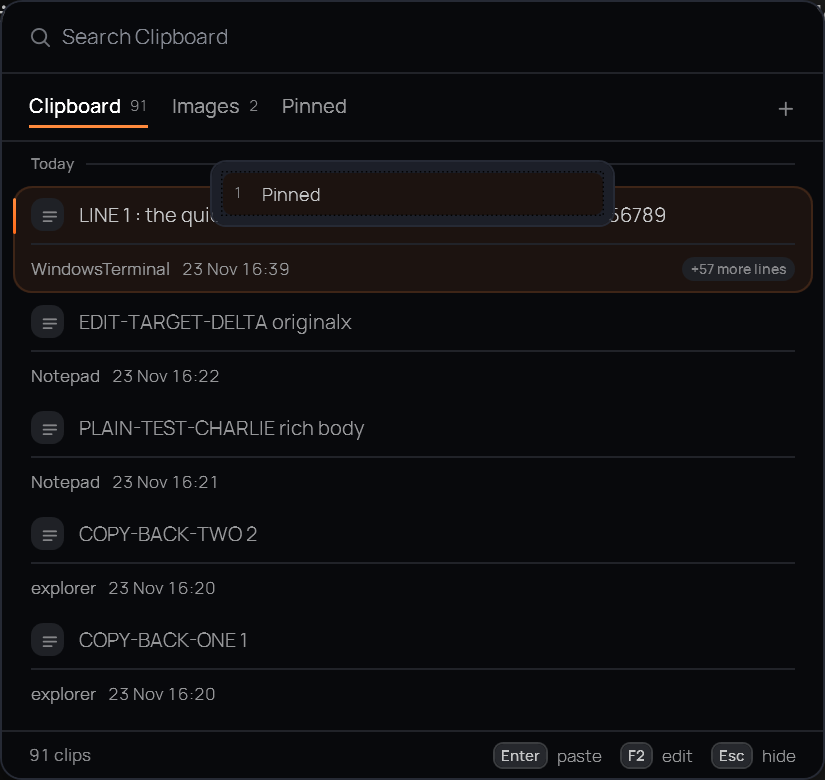 Search Clipboard
Clipboard 91 Images 2 Pinned +
Today
1 Pinned
LINE 1 : the 56789
WindowsTerminal 23 Nov 16:39 +57 more lines
EDIT-TARGET-DELTA originalx
Notepad 23 Nov 16:22
PLAIN-TEST-CHARLIE rich body
Notepad 23 Nov 16:21
COPY-BACK-TWO 2
explorer 23 Nov 16:20
COPY-BACK-ONE 1
explorer 23 Nov 16:20
91 clips Enter paste F2 edit Esc hide